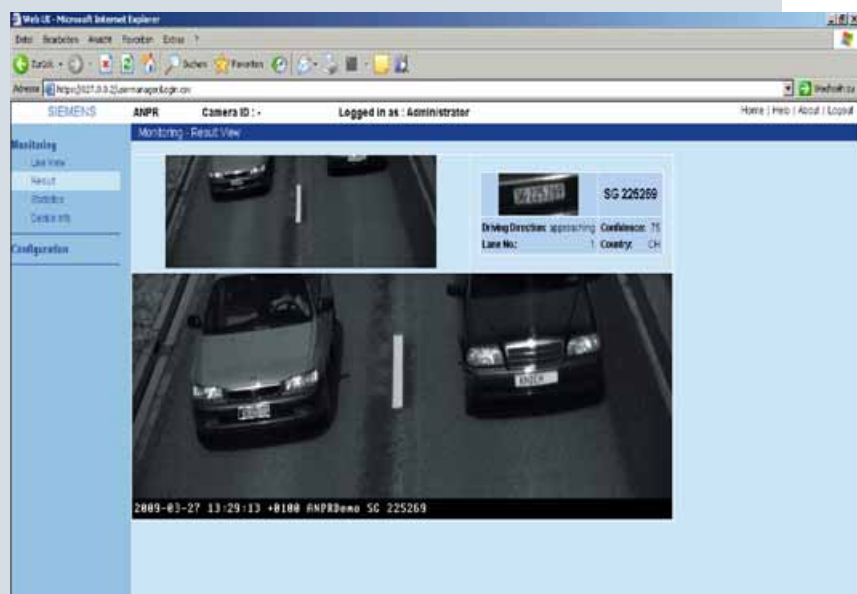 Web UI - Microsoft Internet Explorer
Datei Bearbeiten Ansicht Favoriten Extras ?
Zurück Suchen Favoriten
Adresse
SIEMENS ANPR Camera ID : - Logged in as : Administrator Home | Help | About | Logout
Monitoring - Result View
Monitoring
Live View
Result
Statistics
Device Info
Configuration
SG 225269
Driving Direction: approaching Confidence: 75
Lane No.: 1 Country: CH
2009-03-27 13:29:13 +0100 ANPRDemo SG 225269